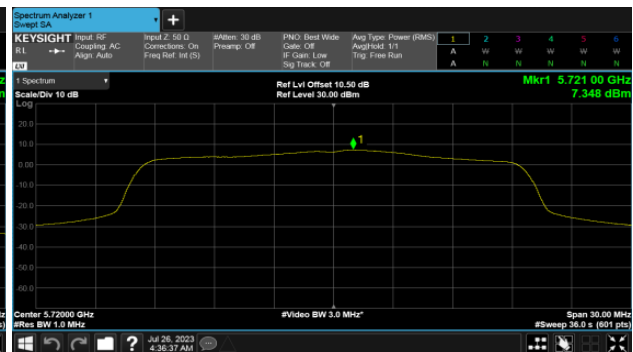 Spectrum Analyzer 1
Swept SA
+
KEYSIGHT
RL
Input: RF
Coupling: AC
Align: Auto
Input Z: 50 Ω
Corrections: On
Freq Ref: Int (S)
#Atten: 30 dB
Preamp: Off
PNO: Best Wide
Gate: Off
IF Gain: Low
Sig Track: Off
Avg Type: Power (RMS)
Avg|Hold: 1/1
Trig: Free Run
1 2 3 4 5 6
A W W W W W
A N N N N N
LXI
1 Spectrum
Scale/Div 10 dB
Ref Lvl Offset 10.50 dB
Ref Level 30.00 dBm
Mkr1 5.721 00 GHz
7.348 dBm
Log
20.0
10.0
0.00
-10.0
-20.0
-30.0
-40.0
-50.0
-60.0
1
Center 5.72000 GHz
#Res BW 1.0 MHz
#Video BW 3.0 MHz*
Span 30.00 MHz
#Sweep 36.0 s (601 pts)
?
Jul 26, 2023
4:36:37 AM
z
n
z
s)